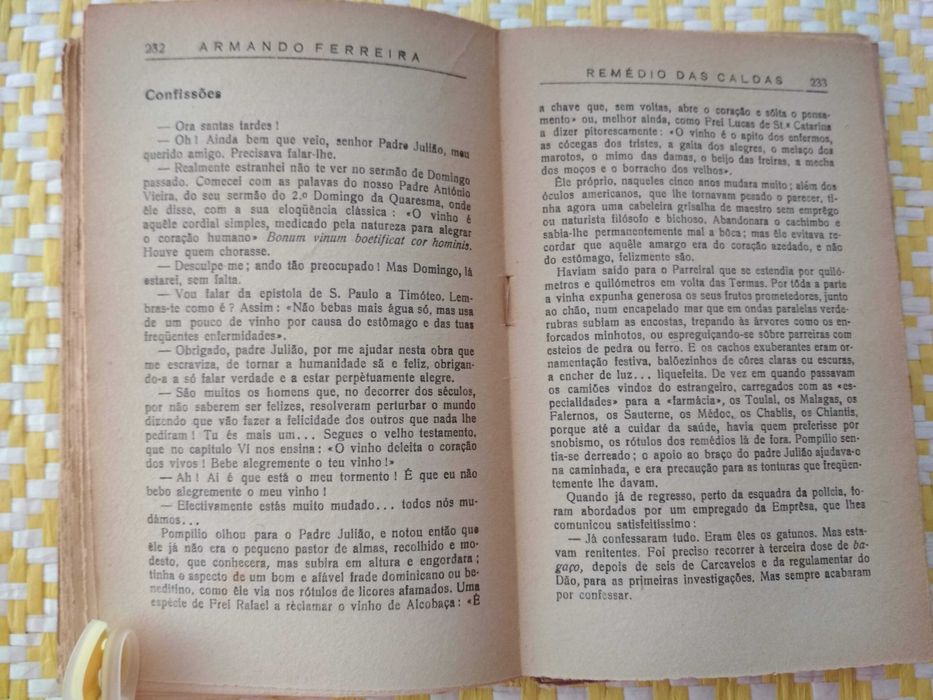 232 ARMANDO FERREIRA
Confissões
— Ora santas tardes !
— Oh ! Ainda bem que veio, senhor Padre Julião, meu
querido amigo. Precisava falar-lhe.
— Realmente estranhei não te ver no sermão de Domingo
passado. Comecei com as palavas do nosso Padre António
Vieira, do seu sermão do 2.º Domingo da Quaresma, onde
êle disse, com a sua eloqüência clássica : «O vinho é
aquêle cordial simples, medicado pela natureza para alegrar
o coração humano» Bonum vinum boetificat cor hominis.
Houve quem chorasse.
— Desculpe-me ; ando tão preocupado ! Mas Domingo, lá
estarei, sem falta.
— Vou falar da epistola de S. Paulo a Timóteo. Lem-
bras-te como é ? Assim : «Não bebas mais água só, mas usa
de um pouco de vinho por causa do estômago e das tuas
freqüentes enfermidades».
— Obrigado, padre Julião, por me ajudar nesta obra que
me escraviza, de tornar a humanidade sã e feliz, obrigan-
do-a a só falar verdade e a estar perpètuamente alegre.
— São muitos os homens que, no decorrer dos séculos,
por não saberem ser felizes, resolveram perturbar o mundo
dizendo que vão fazer a felicidade dos outros que nada lhe
pediram ! Tu és mais um... Segues o velho testamento,
que no capitulo VI nos ensina : «O vinho deleita o coração
dos vivos ! Bebe alegremente o teu vinho !»
— Ah ! Ai é que está o meu tormento ! É que eu não
bebo alegremente o meu vinho !
— Efectivamente estás muito mudado... todos nós mu-
dámos...
Pompílio olhou para o Padre Julião, e notou então que
êle já não era o pequeno pastor de almas, recolhido e mo-
desto, que conhecera, mas subira em altura e engordara ;
tinha o aspecto de um bom e afável frade dominicano ou be-
neditino, como êle via nos rótulos de licores afamados. Uma
espécie de Frei Rafael a rèclamar o vinho de Alcobaça : «É
REMÉDIO DAS CALDAS 233
a chave que, sem voltas, abre o coração e sôlta o pensa-
mento» ou, melhor ainda, como Frei Lucas de St.ª Catarina
a dizer pitorescamente : «O vinho é o apito dos enfermos,
as cócegas dos tristes, a gaita dos alegres, o melaço dos
marotos, o mimo das damas, o beijo das freiras, a mecha
dos moços e o borracho dos velhos».
Êle próprio, naqueles cinco anos mudara muito ; além dos
óculos americanos, que lhe tornavam pesado o parecer, ti-
nha agora uma cabeleira grisalha de maestro sem emprêgo
ou naturista filósofo e bichoso. Abandonara o cachimbo e
sabia-lhe permanentemente mal a bôca ; mas êle evitava re-
cordar que aquêle amargo era do coração azedado, e não
do estômago, felizmento são.
Haviam saído para o Parreiral que se estendia por quiló-
metros e quilómetros em volta das Termas. Por tôda a parte
a vinha expunha generosa os seus frutos prometedores, junto
ao chão, num encapelado mar que em ondas paralelas verde-
rubras subiam as encostas, trepando às árvores como os en-
forcados minhotos, ou espreguiçando-se sôbre parreiras com
esteios de pedra ou ferro. E os cachos exuberantes eram or-
namentação festiva, balõezinhos de côres claras ou escuras,
a encher de luz... liquefeita. De vez em quando passavam
os camiões vindos do estrangeiro, carregados com as «es-
pecialidades» para a «farmácia», os Toulal, os Malagas, os
Falernos, os Sauterne, os Médoc, os Chablis, os Chiantis,
porque até a cuidar da saúde, havia quem preferisse por
snobismo, os rótulos dos remédios lá de fora. Pompílio sen-
tia-se derreado ; o apoio ao braço do padre Julião ajudava-o
na caminhada, e era precaução para as tonturas que freqüen-
temente lhe davam.
Quando já de regresso, perto da esquadra da polícia, fo-
ram abordados por um empregado da Emprêsa, que lhes
comunicou satisfeitíssimo :
— Já confessaram tudo. Eram êles os gatunos. Mas esta-
vam renitentes. Foi preciso recorrer à terceira dose de ba-
gaço, depois de seis de Carcavelos e da regulamentar do
Dão, para as primeiras investigações. Mas sempre acabaram
por confessar.